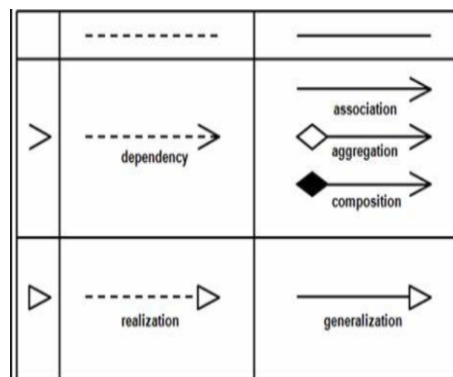 association
dependency
aggregation
composition
realization
generalization